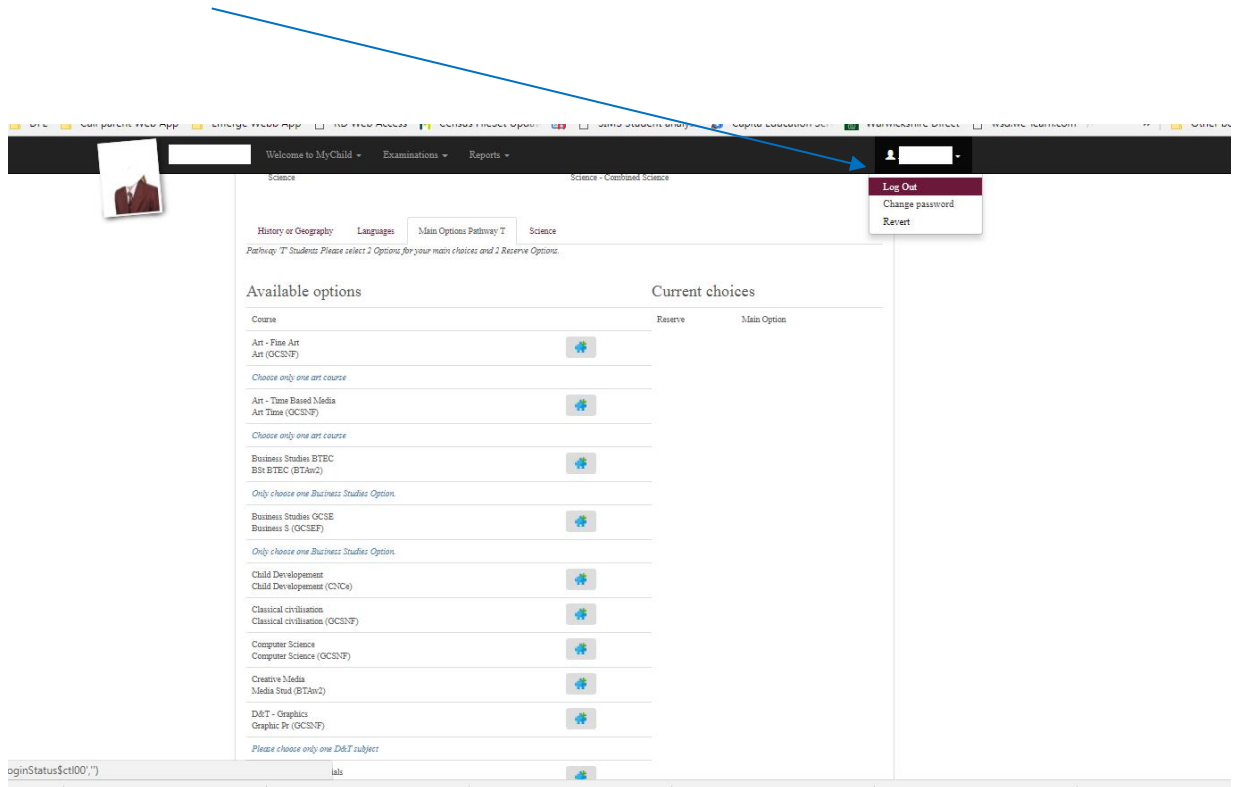 Welcome to MyChild
Examinations
Reports
Science
Science - Combined Science
Log Out
Change password
Revert
History or Geography
Languages
Main Options Pathway T
Science
Pathway 'T' Students Please select 2 Options for your main choices and 2 Reserve Options.
Available options
Current choices
Course
Reserve
Main Option
Art - Fine Art
Art (GCSNF)
Choose only one art course
Art - Time Based Media
Art Time (GCSNF)
Choose only one art course
Business Studies BTEC
BSt BTEC (BTAw2)
Only choose one Business Studies Option.
Business Studies GCSE
Business S (GCSEF)
Only choose one Business Studies Option.
Child Developement
Child Developement (CNCe)
Classical civilisation
Classical civilisation (GCSNF)
Computer Science
Computer Science (GCSNF)
Creative Media
Media Stud (BTAw2)
D&T - Graphics
Graphic Pr (GCSNF)
Please choose only one D&T subject
oginStatus$ctl00','')
ials